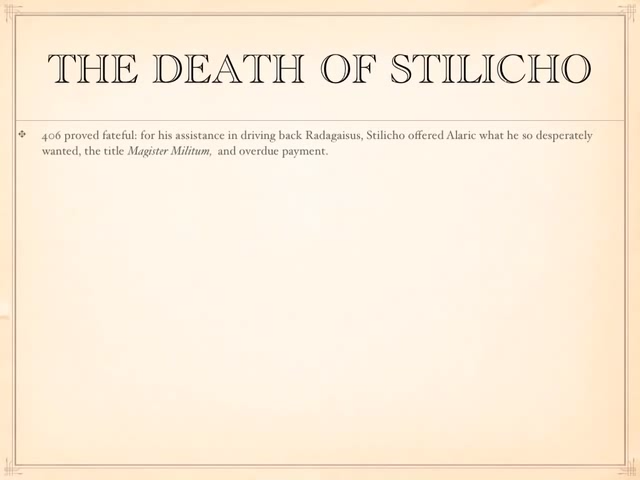 THE DEATH OF STILICHO
406 proved fateful: for his assistance in driving back Radagaisus, Stilicho offered Alaric what he so desperately
wanted, the title Magister Militum, and overdue payment.